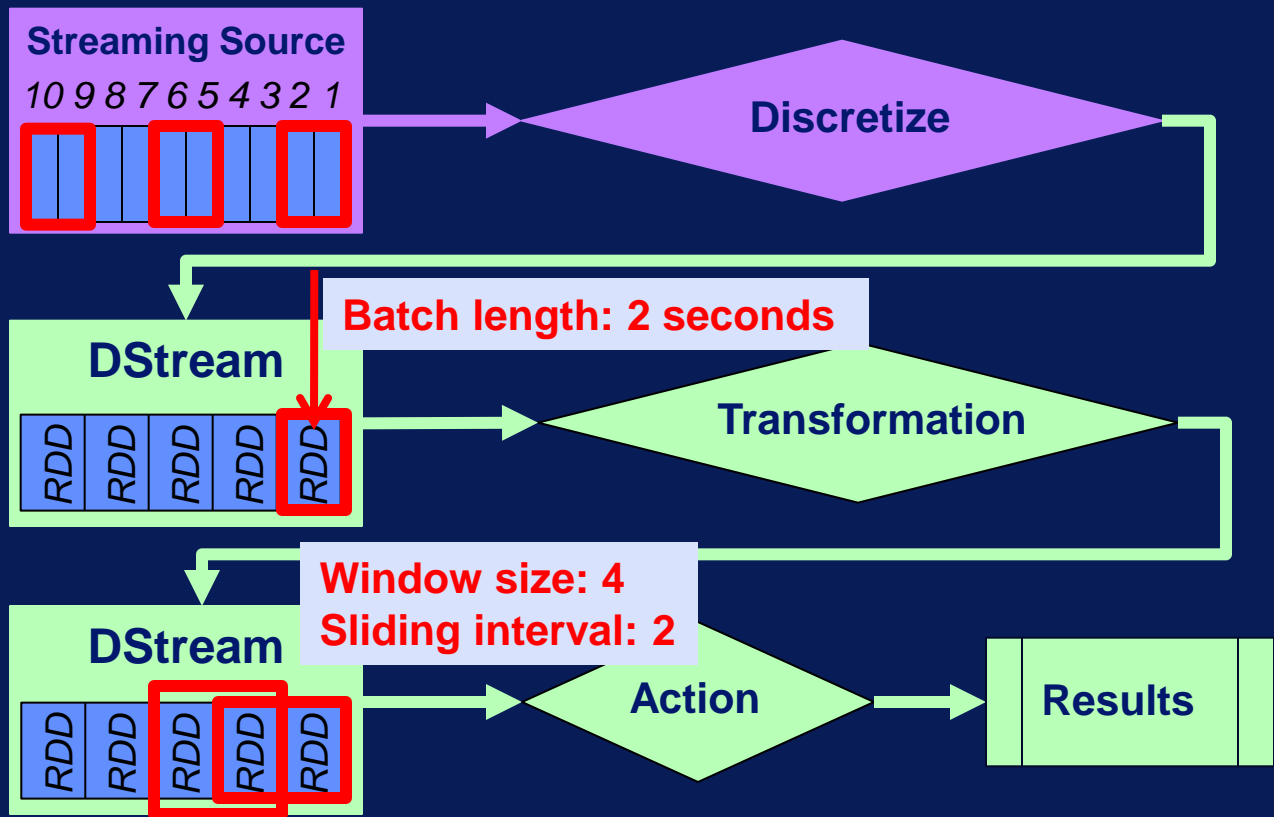 Streaming Source
10 9 8 7 6 5 4 3 2 1
Discretize
Batch length: 2 seconds
DStream
RDD RDD RDD RDD RDD
Transformation
Window size: 4
Sliding interval: 2
DStream
RDD RDD RDD RDD RDD
Action
Results